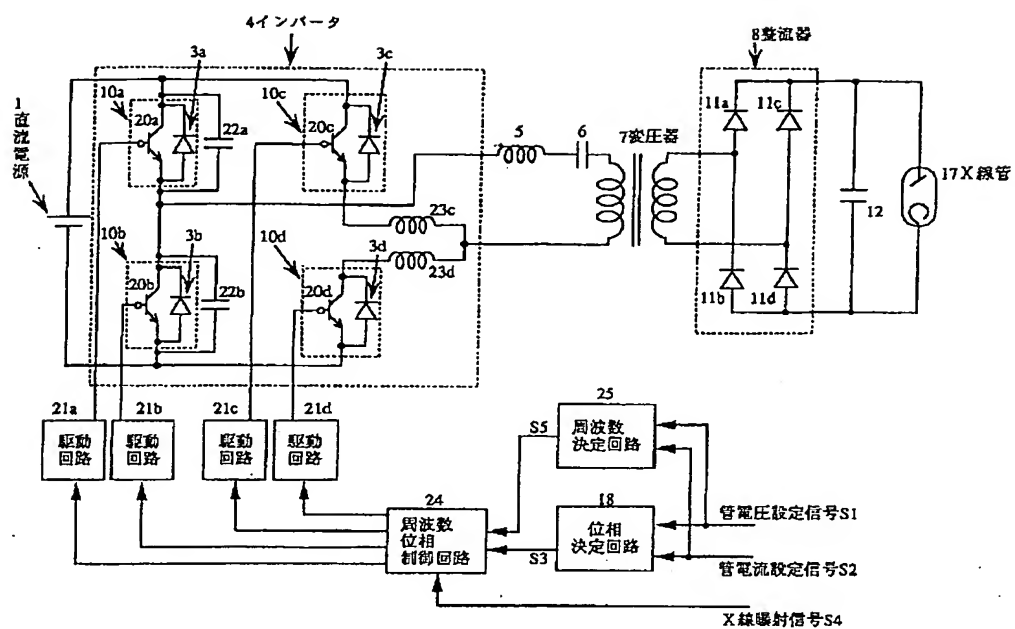 4インバータ
8整流器
3a
3c
10a
10c
11a
11c
1
直流電源
20a
22a
20c
5
6
7変圧器
17X線管
12
23c
10b
3b
10d
3d
23d
20b
22b
20d
11b
11d
21a
21b
21c
21d
駆動
回路
駆動
回路
駆動
回路
駆動
回路
25
S5
周波数
決定回路
24
18
周波数
位相
制御回路
S3
位相
決定回路
管電圧設定信号S1
管電流設定信号S2
X線曝射信号S4